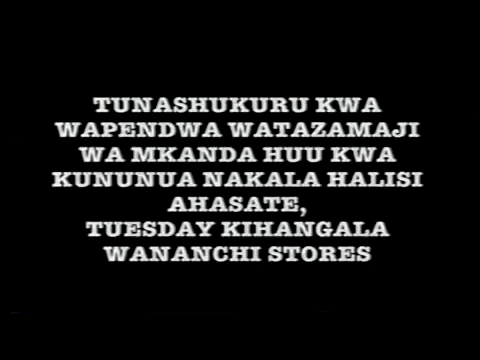 TUNASHUKURU KWA
WAPENDWA WATAZAMAJI
WA MKANDA HUU KWA
KUNUNUA NAKALA HALISI
AHASATE,
TUESDAY KIHANGALA
WANANCHI STORES